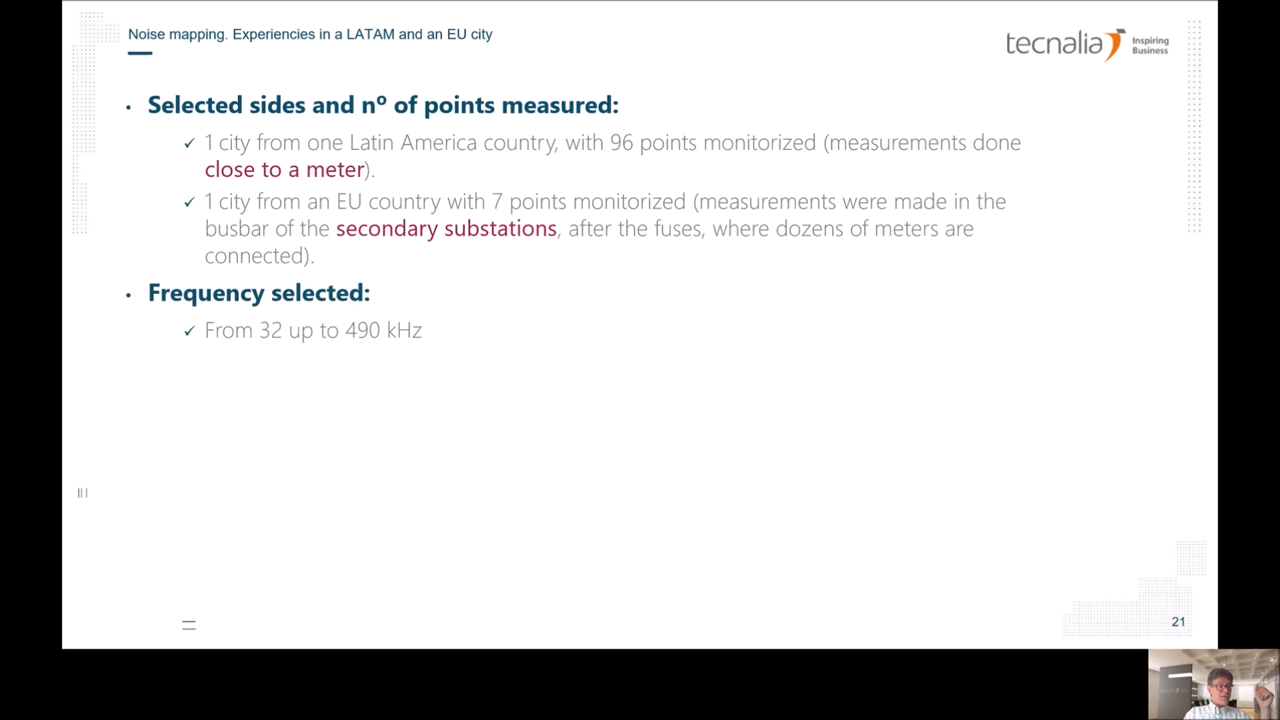 Noise mapping. Experiencies in a LATAM and an EU city
tecnalia Inspiring
Business
• Selected sides and nº of points measured:
✓ 1 city from one Latin America country, with 96 points monitorized (measurements done
close to a meter).
✓ 1 city from an EU country with 7 points monitorized (measurements were made in the
busbar of the secondary substations, after the fuses, where dozens of meters are
connected).
• Frequency selected:
✓ From 32 up to 490 kHz
21